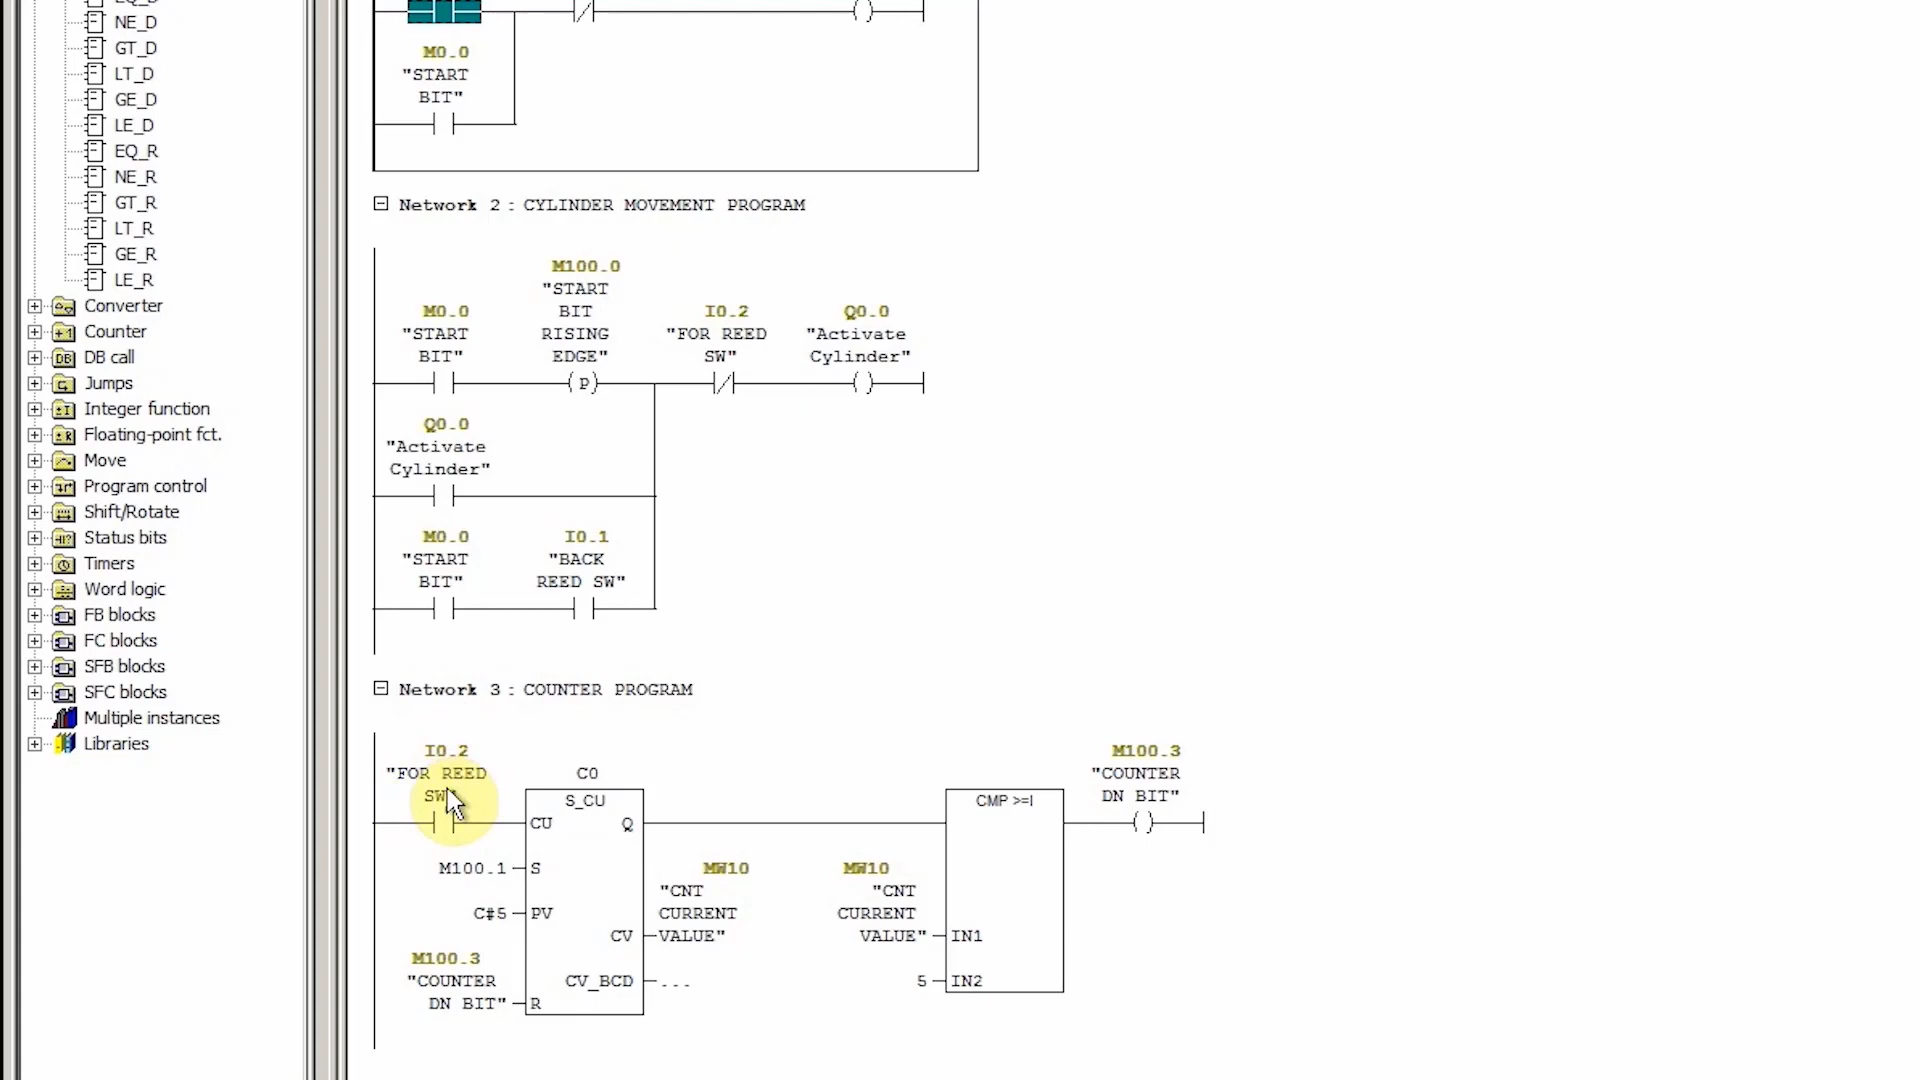 EQ_D
NE_D
GT_D
LT_D
GE_D
LE_D
EQ_R
NE_R
GT_R
LT_R
GE_R
LE_R
Converter
Counter
DB call
Jumps
Integer function
Floating-point fct.
Move
Program control
Shift/Rotate
Status bits
Timers
Word logic
FB blocks
FC blocks
SFB blocks
SFC blocks
Multiple instances
Libraries
M0.0
"START
BIT"
Network 2 : CYLINDER MOVEMENT PROGRAM
M0.0
"START
BIT"
M100.0
"START
BIT
RISING
EDGE"
P
I0.2
"FOR REED
SW"
Q0.0
"Activate
Cylinder"
Q0.0
"Activate
Cylinder"
M0.0
"START
BIT"
I0.1
"BACK
REED SW"
Network 3 : COUNTER PROGRAM
I0.2
"FOR REED
SW"
C0
S_CU
CU
Q
M100.1
S
C#5
PV
M100.3
"COUNTER
DN BIT"
R
MW10
"CNT
CURRENT
VALUE"
CV
CV_BCD
...
MW10
"CNT
CURRENT
VALUE"
CMP >=I
IN1
5
IN2
M100.3
"COUNTER
DN BIT"